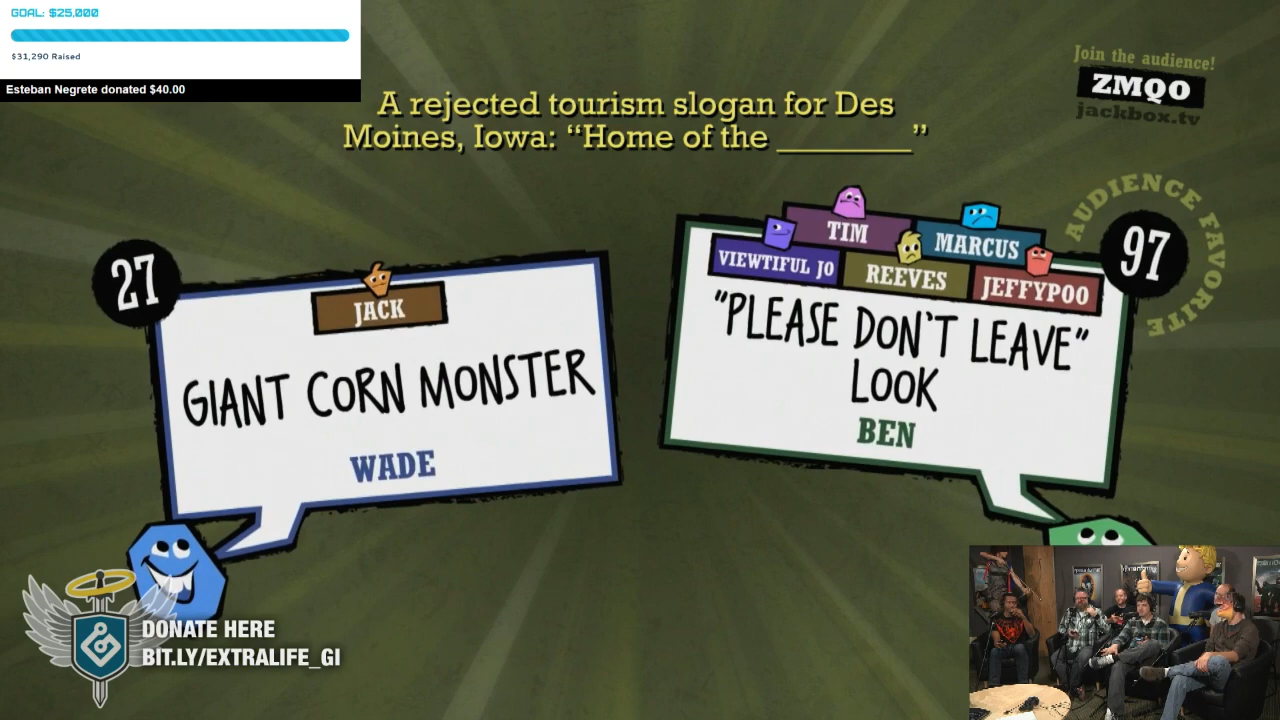 GOAL: $25,000
$31,290 Raised
Esteban Negrete donated $40.00
Join the audience!
ZMQO
jackbox.tv
A rejected tourism slogan for Des
Moines, Iowa: “Home of the ________”
AUDIENCE FAVORITE
27
JACK
GIANT CORN MONSTER
WADE
97
TIM
MARCUS
VIEWTIFUL JO
REEVES
JEFFYPOO
"PLEASE DON'T LEAVE"
LOOK
BEN
DONATE HERE
BIT.LY/EXTRALIFE_GI